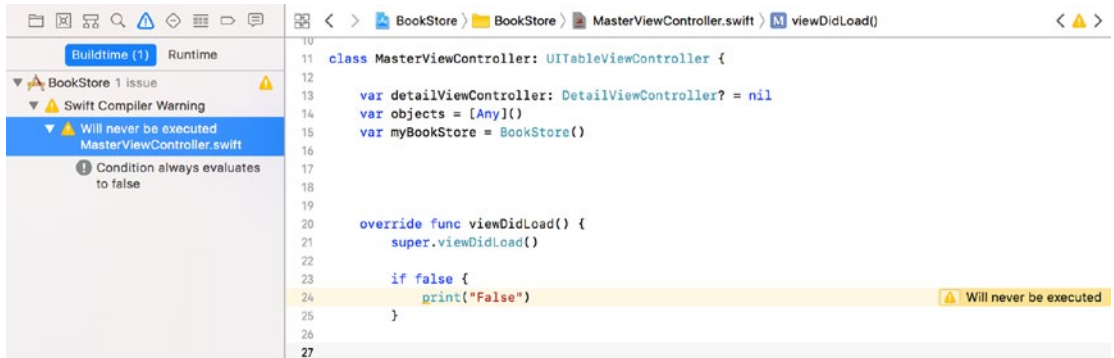 BookStore BookStore MasterViewController.swift viewDidLoad()
Buildtime (1) Runtime
BookStore 1 issue
Swift Compiler Warning
Will never be executed
MasterViewController.swift
Condition always evaluates
to false
10
11 class MasterViewController: UITableViewController {
12
13 var detailViewController: DetailViewController? = nil
14 var objects = [Any]()
15 var myBookStore = BookStore()
16
17
18
19
20 override func viewDidLoad() {
21 super.viewDidLoad()
22
23 if false {
24 print("False") Will never be executed
25 }
26
27